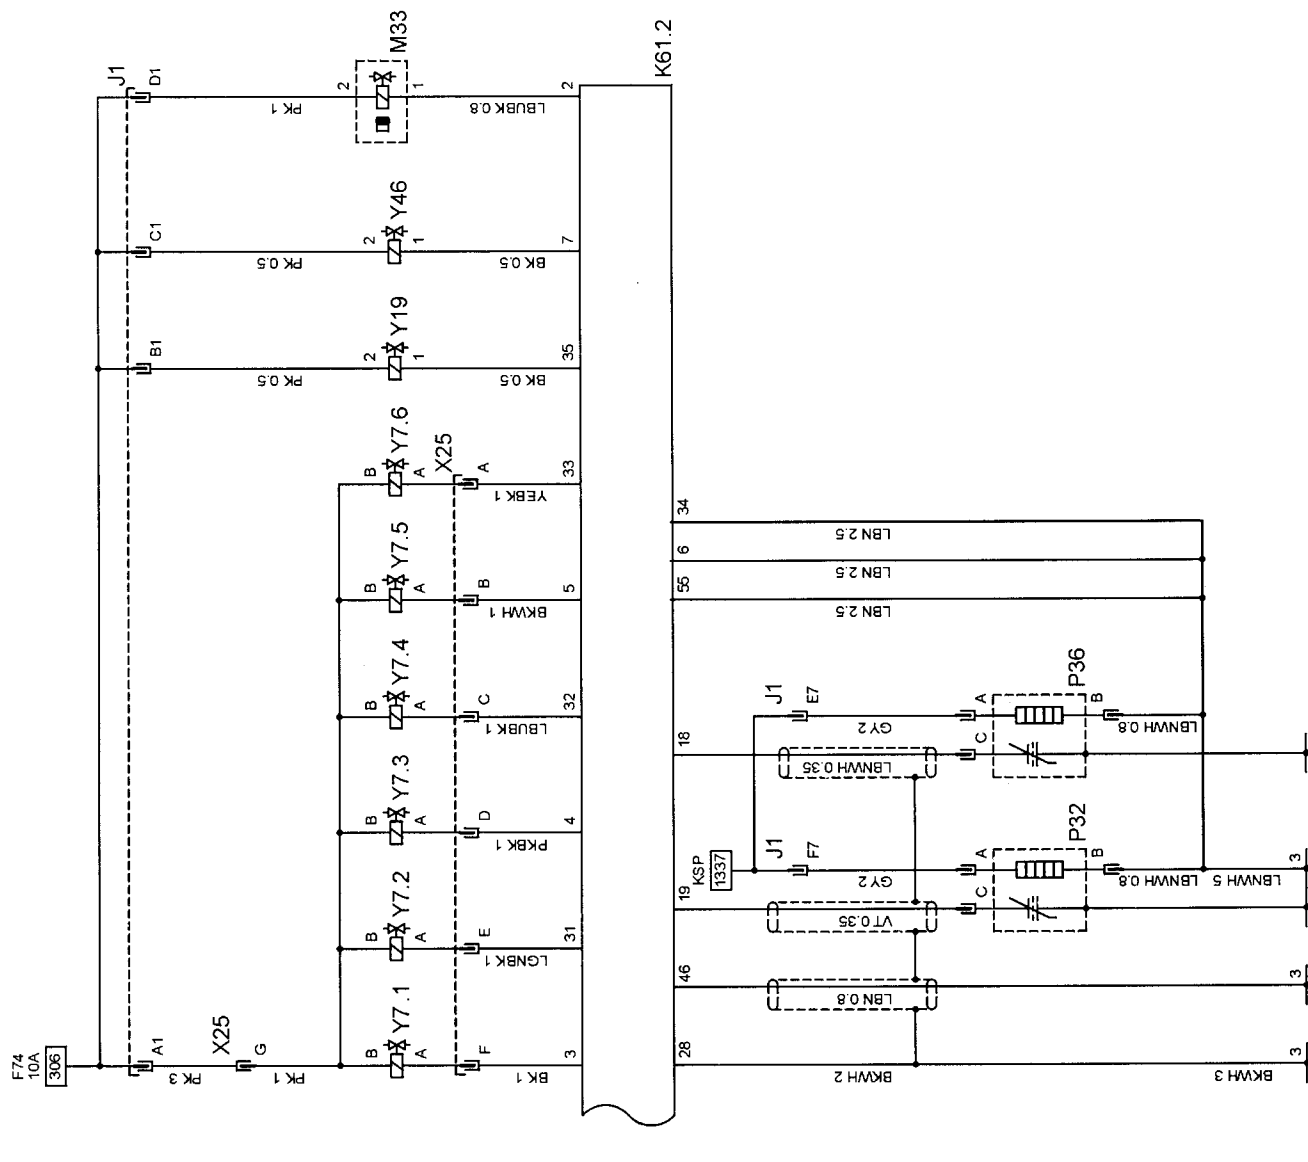 J1
D1
PK 1
2
M33
1
LBUBK 0.8
2
K61.2
C1
PK 0.5
2
Y46
1
BK 0.5
7
B1
PK 0.5
2
Y19
1
BK 0.5
35
B
Y7.6
A
X25
A
YEBK 1
33
B
Y7.5
A
B
BKWH 1
5
B
Y7.4
A
C
LBUBK 1
32
B
Y7.3
A
D
PKBK 1
4
B
Y7.2
A
E
LGNBK 1
31
F74
10A
306
A1
PK 3
X25
G
PK 1
B
Y7.1
A
F
BK 1
3
34
LBN 2.5
6
LBN 2.5
55
LBN 2.5
J1
E7
GY2
A
P36
B
LBNWH 0.8
18
LBNWH 0.35
C
KSP
1337
J1
F7
GY2
A
P32
B
LBNWH 0.8
LBNWH 5
3
19
VT 0.35
C
46
LBN 0.8
3
28
BKWH 2
BKWH 3
3